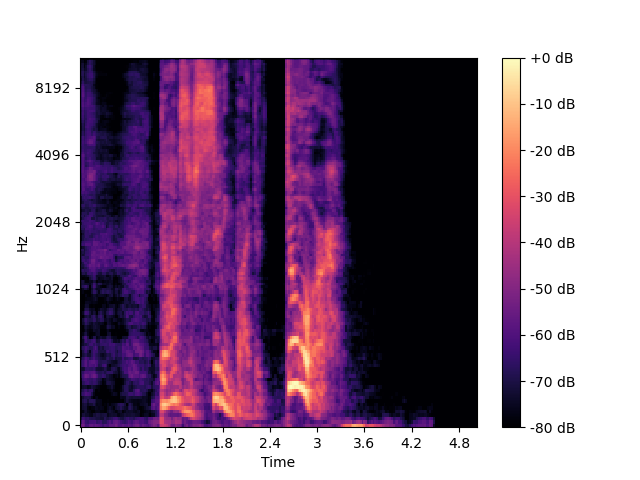 +0 dB
8192
-10 dB
4096
-20 dB
-30 dB
2048
Hz
-40 dB
1024
-50 dB
-60 dB
512
-70 dB
0
-80 dB
0 0.6 1.2 1.8 2.4 3 3.6 4.2 4.8
Time